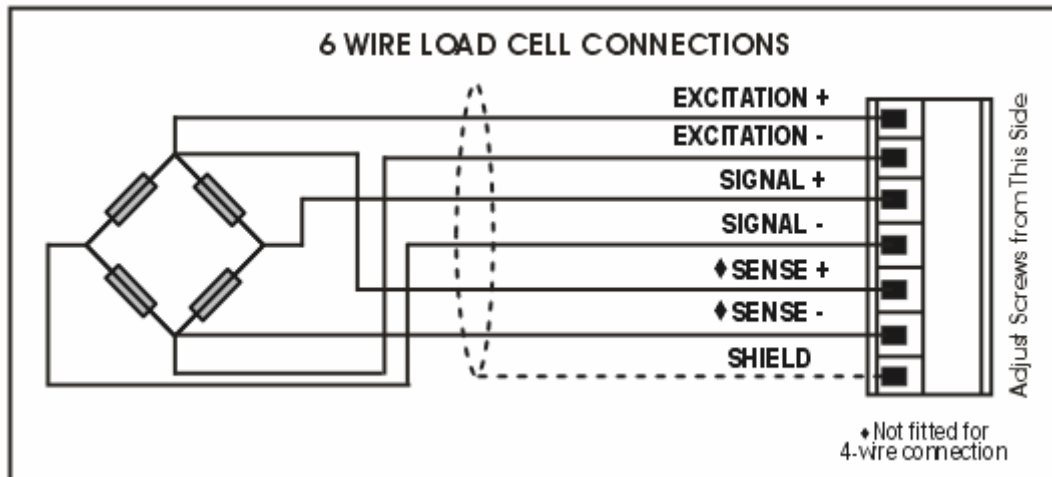 6 WIRE LOAD CELL CONNECTIONS
EXCITATION +
EXCITATION -
SIGNAL +
SIGNAL -
♦SENSE +
♦SENSE -
SHIELD
Adjust Screws from This Side
♦Not fitted for
4-wire connection